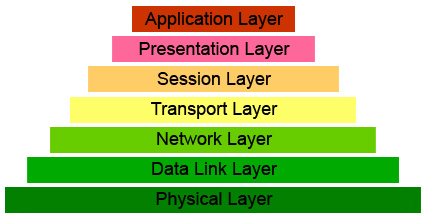 Application Layer
Presentation Layer
Session Layer
Transport Layer
Network Layer
Data Link Layer
Physical Layer